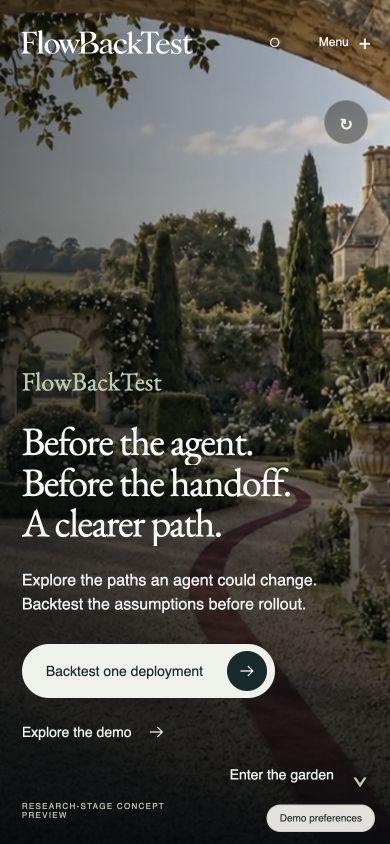 FlowBackTest
Menu +
FlowBackTest
Before the agent.
Before the handoff.
A clearer path.
Explore the paths an agent could change.
Backtest the assumptions before rollout.
Backtest one deployment →
Explore the demo →
Enter the garden
RESEARCH-STAGE CONCEPT
PREVIEW
Demo preferences